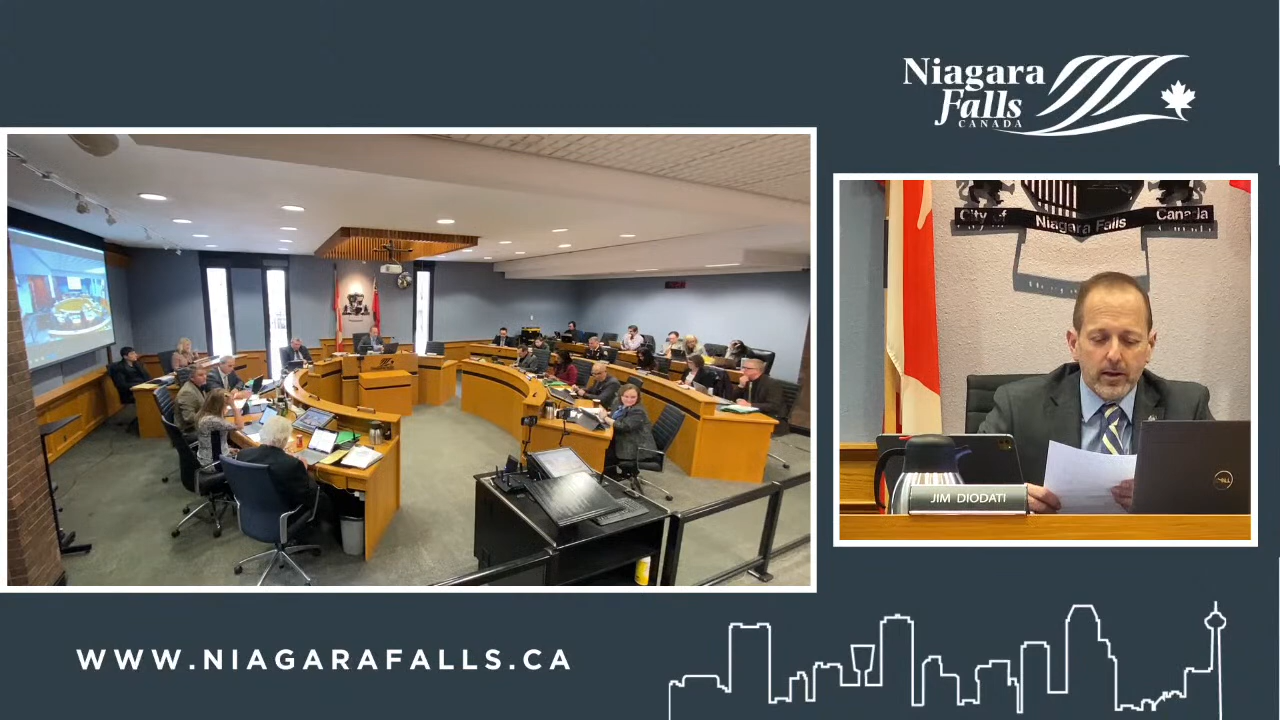 Niagara
Falls
CANADA
City of Niagara Falls Canada
JIM DIODATI
DELL
WWW.NIAGARAFALLS.CA